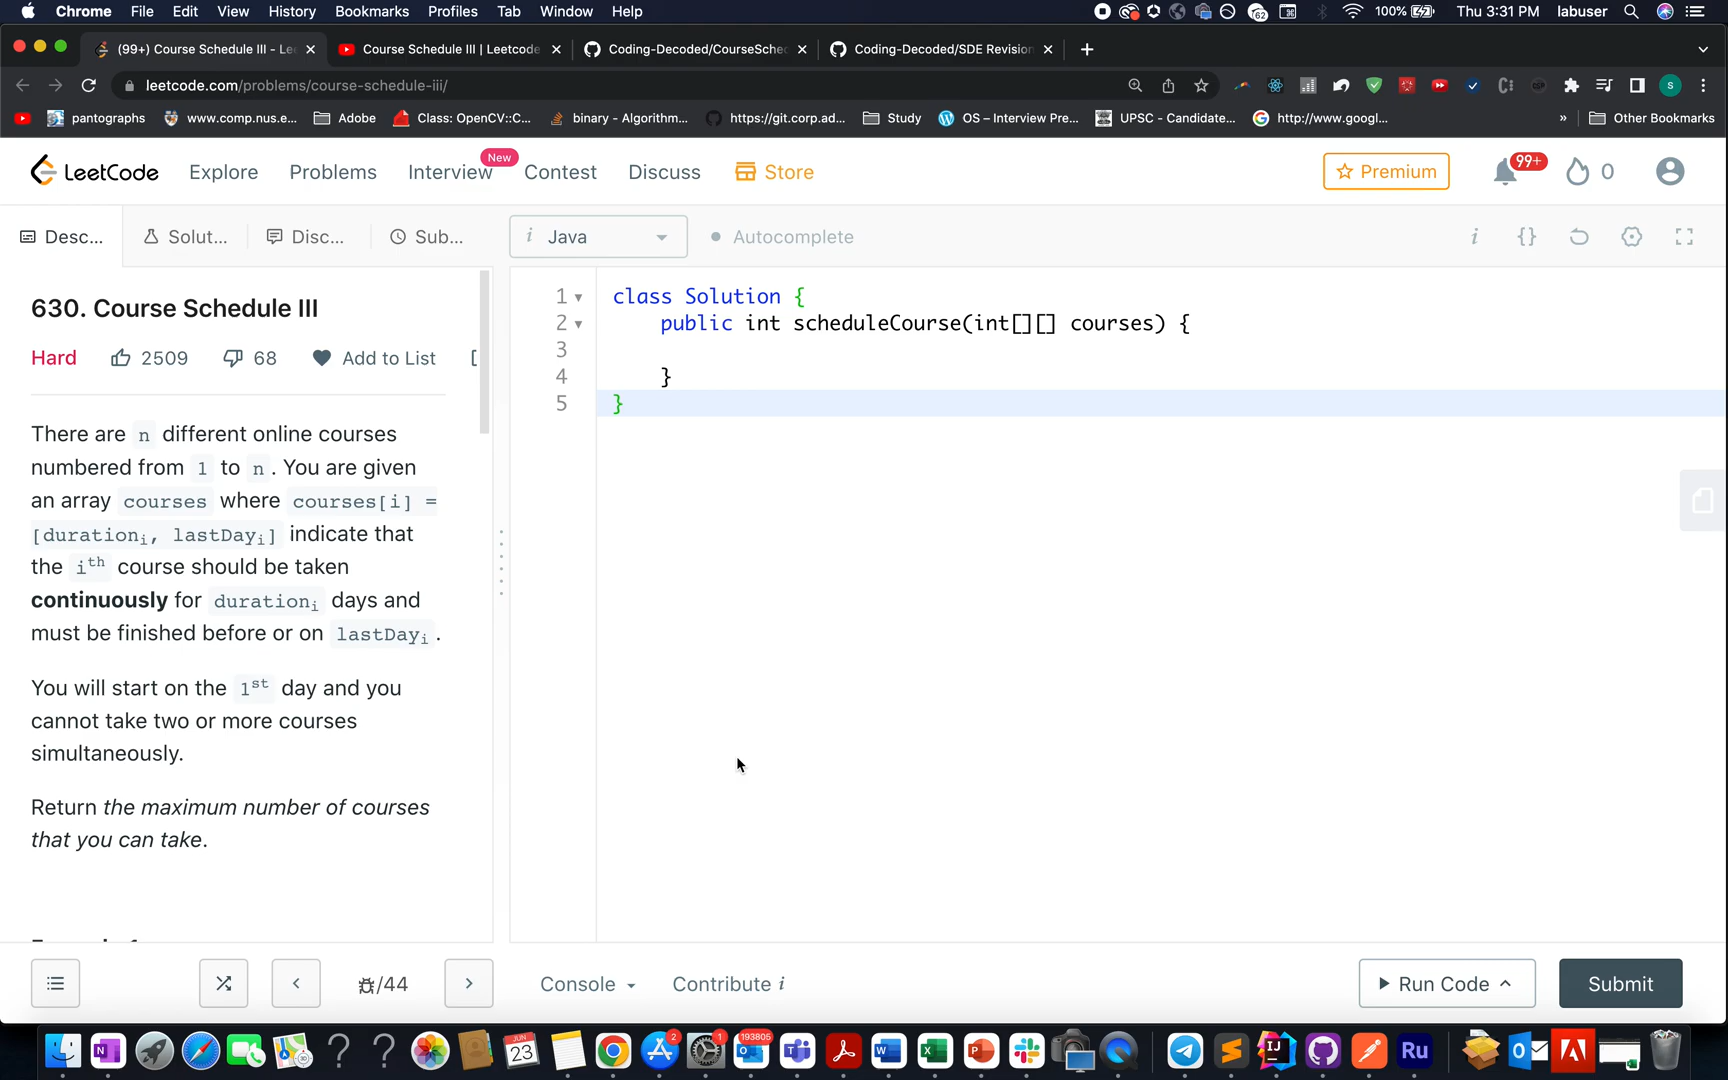 Chrome File Edit View History Bookmarks Profiles Tab Window Help 62 100% Thu 3:31 PM labuser
(99+) Course Schedule III - Le Course Schedule III | Leetcode Coding-Decoded/CourseSched Coding-Decoded/SDE Revision
leetcode.com/problems/course-schedule-iii/ S
pantographs www.comp.nus.e... Adobe Class: OpenCV::C... binary - Algorithm... https://git.corp.ad... Study OS – Interview Pre... UPSC - Candidate... http://www.googl... » Other Bookmarks
LeetCode Explore Problems Interview New Contest Discuss Store Premium 99+ 0
Desc... Solut... Disc... Sub... i Java Autocomplete i {}
630. Course Schedule III
Hard 2509 68 Add to List
There are n different online courses
numbered from 1 to n. You are given
an array courses where courses[i] =
[durationi, lastDayi] indicate that
the ith course should be taken
continuously for durationi days and
must be finished before or on lastDayi.
You will start on the 1st day and you
cannot take two or more courses
simultaneously.
Return the maximum number of courses
that you can take.
1 class Solution {
2 public int scheduleCourse(int[][] courses) {
3
4 }
5 }
/44 Console Contribute i Run Code Submit
JUN 23 2 1 193806 IJ Ru